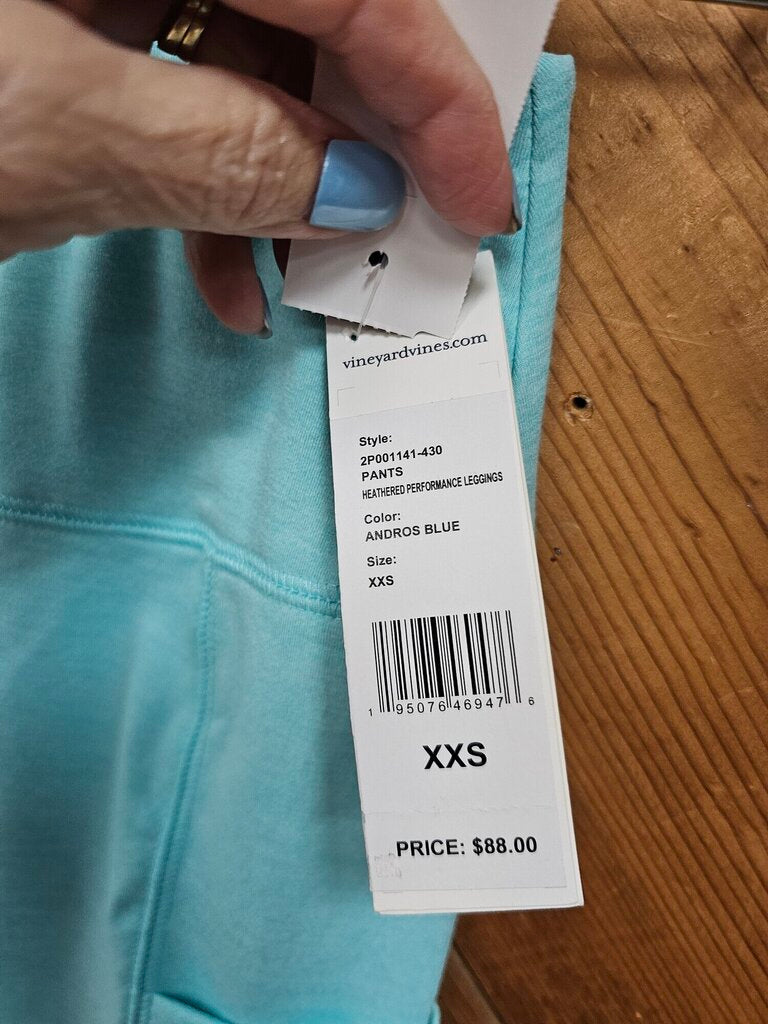 vineyardvines.com
Style:
2P001141-430
PANTS
HEATHERED PERFORMANCE LEGGINGS
Color:
ANDROS BLUE
Size:
XXS
1 95076 46947 6
XXS
PRICE: $88.00